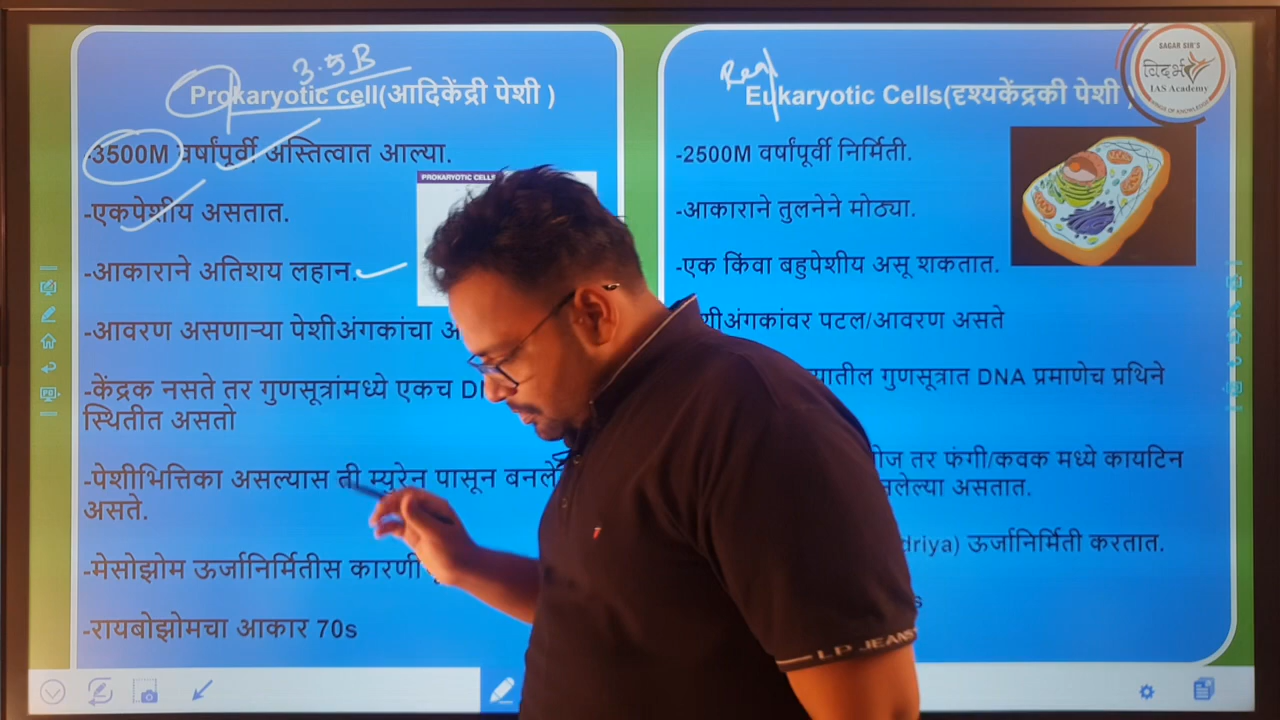 3.5B
Prokaryotic cell(आदिकेंद्री पेशी )
-3500M वर्षांपूर्वी अस्तित्वात आल्या.
PROKARYOTIC CELLS
-एकपेशीय असतात.
-आकाराने अतिशय लहान.
-आवरण असणाऱ्या पेशीअंगकांचा
-केंद्रक नसते तर गुणसूत्रांमध्ये एकच
स्थितीत असतो
-पेशीभित्तिका असल्यास ती म्युरेन पासून बनले
असते.
-मेसोझोम ऊर्जानिर्मितीस कारणी
-रायबोझोमचा आकार 70s
Eukaryotic Cells(दृश्यकेंद्रकी पेशी )
SAGAR SIR'S
विदर्भ
IAS Academy
WINGS OF KNOWLEDGE
-2500M वर्षांपूर्वी निर्मिती.
-आकाराने तुलनेने मोठ्या.
-एक किंवा बहुपेशीय असू शकतात.
शीअंगकांवर पटल/आवरण असते
यातील गुणसूत्रात DNA प्रमाणेच प्रथिने
तर फंगी/कवक मध्ये कायटिन
असतात.
ऊर्जानिर्मिती करतात.
L P JEANS